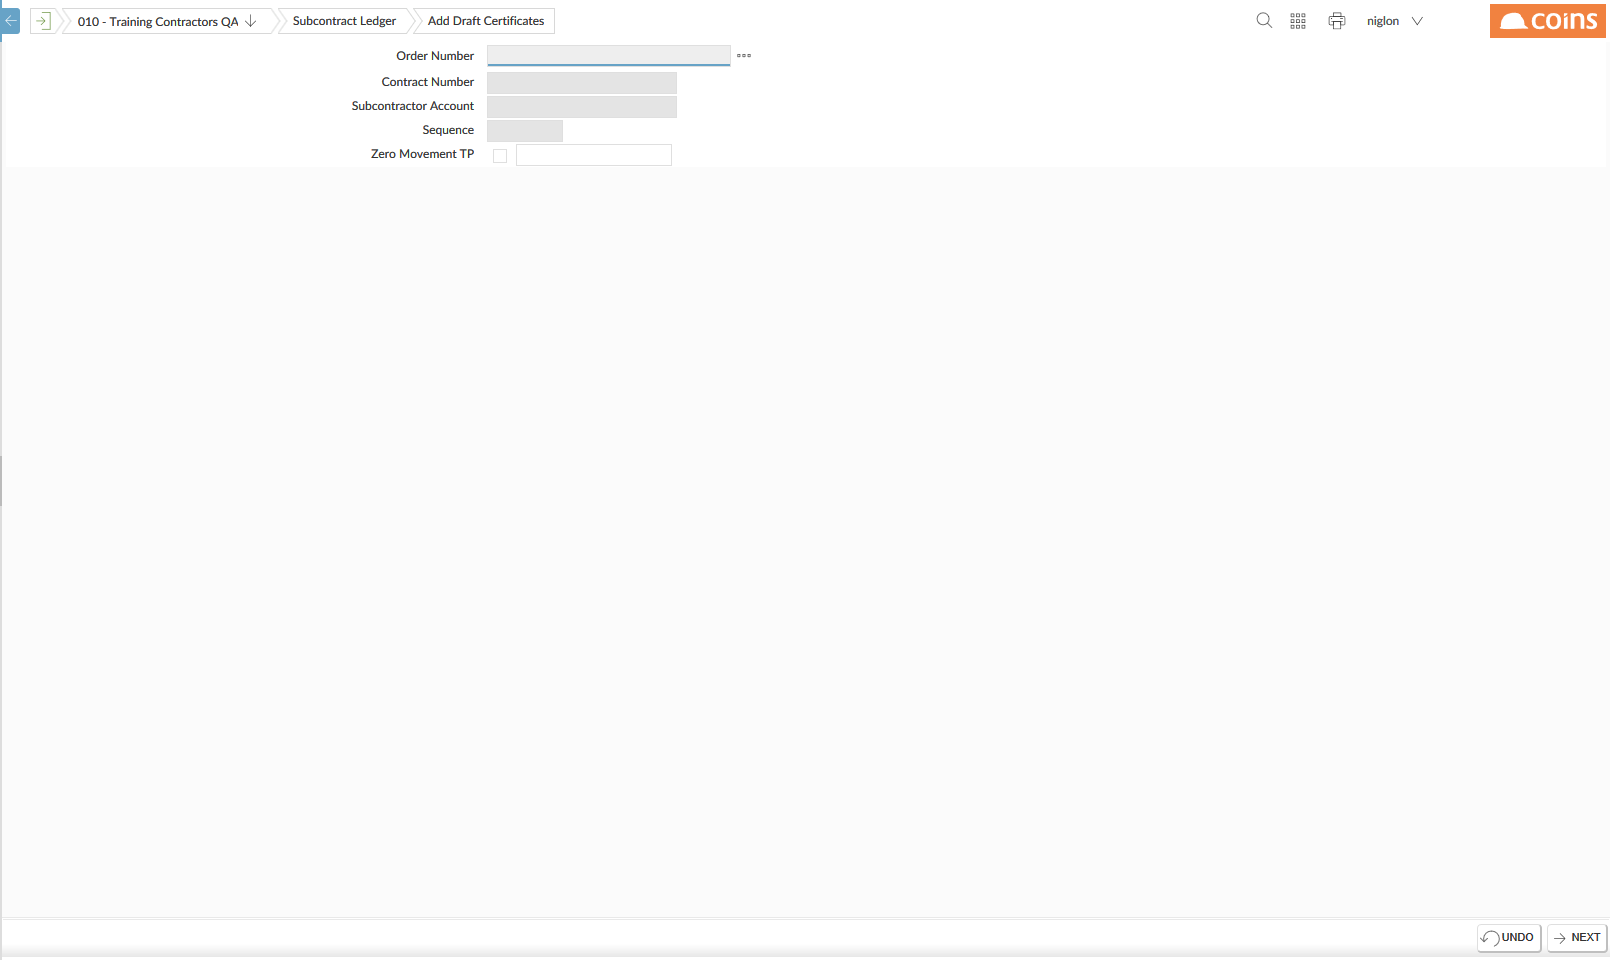 010 - Training Contractors QA
Subcontract Ledger
Add Draft Certificates
niglon
coins
Order Number
Contract Number
Subcontractor Account
Sequence
Zero Movement TP
UNDO
NEXT